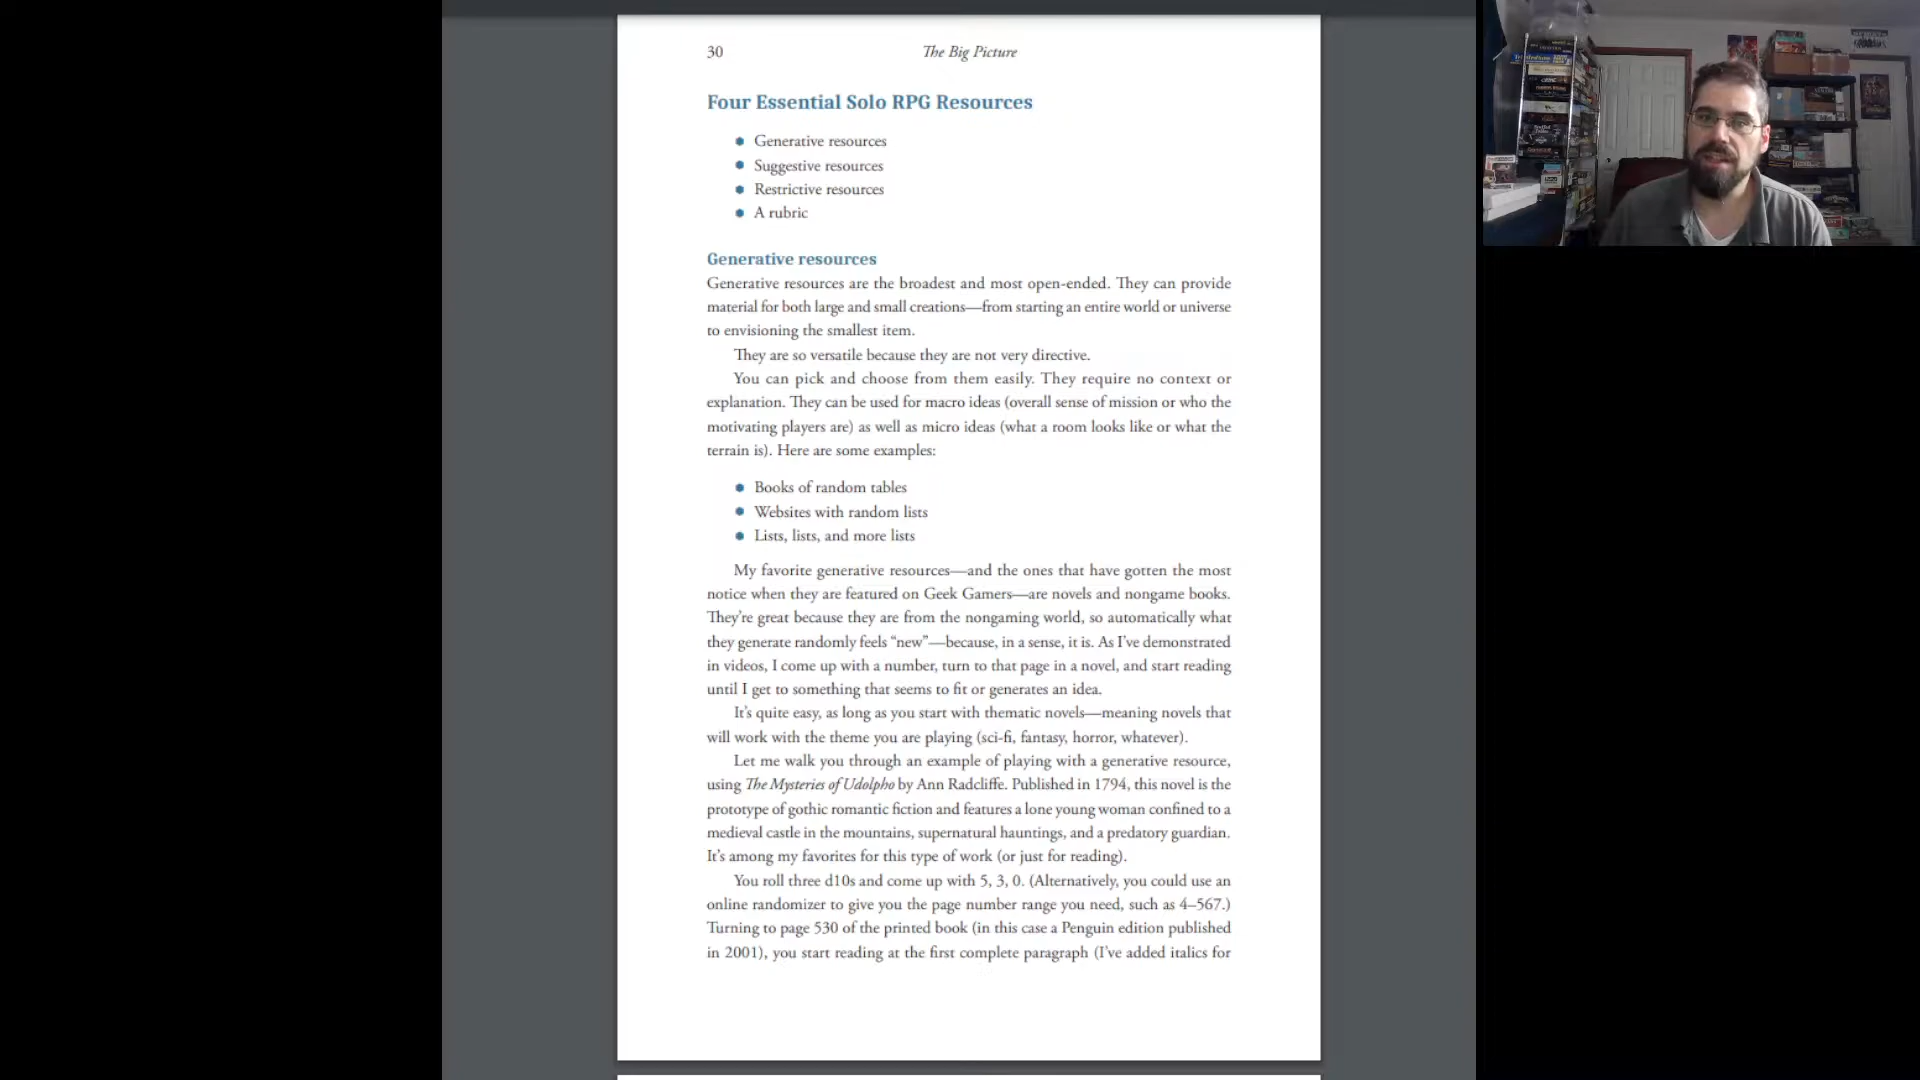 30 The Big Picture
Four Essential Solo RPG Resources
Generative resources
Suggestive resources
Restrictive resources
A rubric
Generative resources
Generative resources are the broadest and most open-ended. They can provide
material for both large and small creations—from starting an entire world or universe
to envisioning the smallest item.
They are so versatile because they are not very directive.
You can pick and choose from them easily. They require no context or
explanation. They can be used for macro ideas (overall sense of mission or who the
motivating players are) as well as micro ideas (what a room looks like or what the
terrain is). Here are some examples:
Books of random tables
Websites with random lists
Lists, lists, and more lists
My favorite generative resources—and the ones that have gotten the most
notice when they are featured on Geek Gamers—are novels and nongame books.
They're great because they are from the nongaming world, so automatically what
they generate randomly feels “new”—because, in a sense, it is. As I've demonstrated
in videos, I come up with a number, turn to that page in a novel, and start reading
until I get to something that seems to fit or generates an idea.
It's quite easy, as long as you start with thematic novels—meaning novels that
will work with the theme you are playing (sci-fi, fantasy, horror, whatever).
Let me walk you through an example of playing with a generative resource,
using The Mysteries of Udolpho by Ann Radcliffe. Published in 1794, this novel is the
prototype of gothic romantic fiction and features a lone young woman confined to a
medieval castle in the mountains, supernatural hauntings, and a predatory guardian.
It's among my favorites for this type of work (or just for reading).
You roll three d10s and come up with 5, 3, 0. (Alternatively, you could use an
online randomizer to give you the page number range you need, such as 4–567.)
Turning to page 530 of the printed book (in this case a Penguin edition published
in 2001), you start reading at the first complete paragraph (I've added italics for